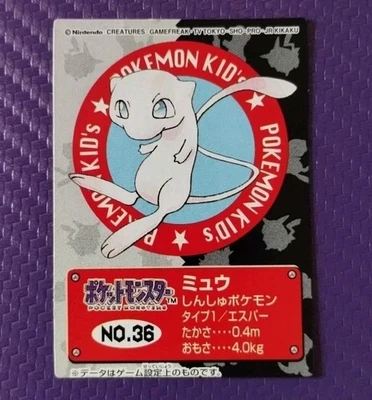 © Nintendo · CREATURES · GAMEFREAK · TV TOKYO · SHO · PRO · JR KIKAKU
POKEMON KID'S
POKEMON KID'S
POKEMON KID'S
ポケットモンスター™
POCKET MONSTERS
NO.36
ミュウ
しんしゅポケモン
タイプ1/エスパー
たかさ‥‥0.4m
おもさ‥‥4.0kg
※データはゲーム設定上のものです。